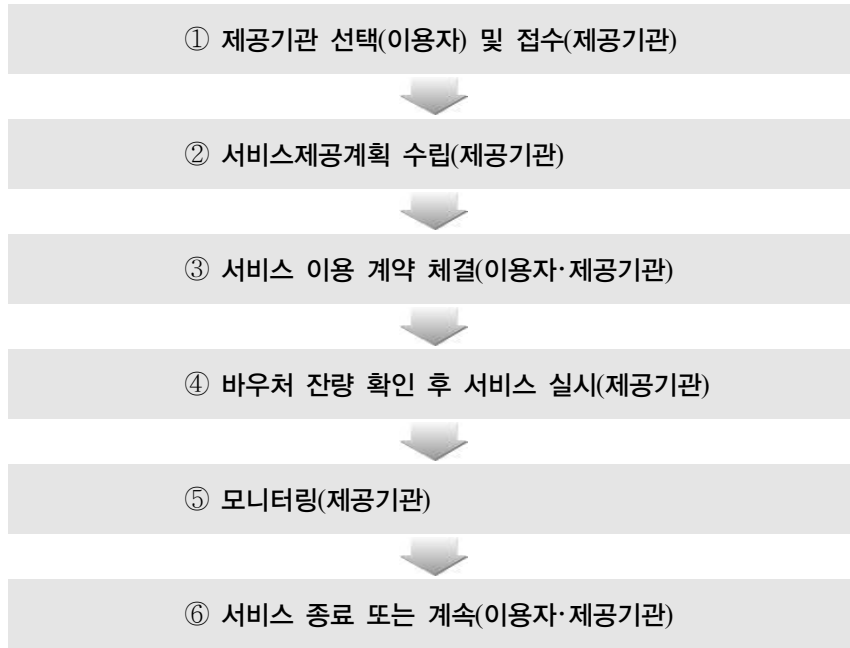 ① 제공기관 선택(이용자) 및 접수(제공기관)
② 서비스제공계획 수립(제공기관)
③ 서비스 이용 계약 체결(이용자·제공기관)
④ 바우처 잔량 확인 후 서비스 실시(제공기관)
⑤ 모니터링(제공기관)
⑥ 서비스 종료 또는 계속(이용자·제공기관)